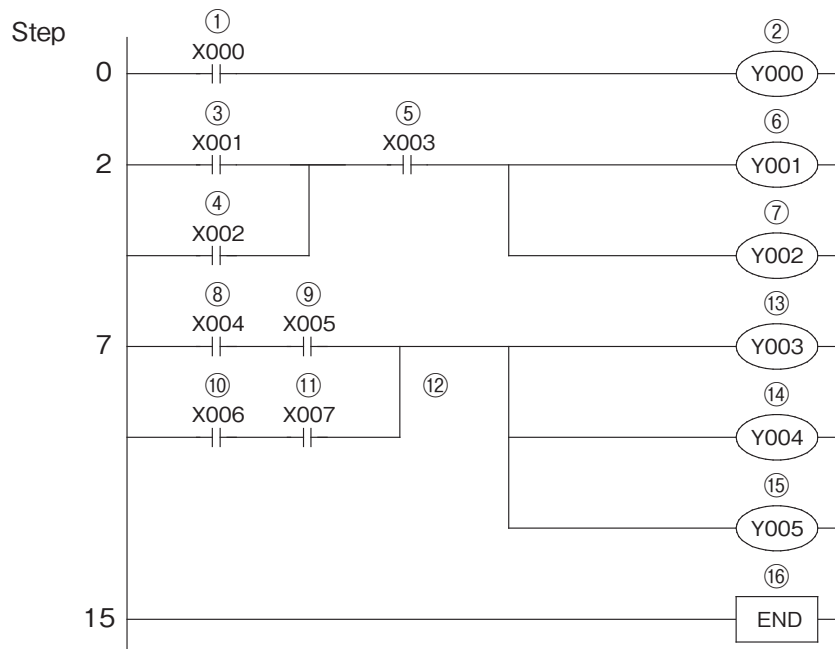 Step
① ②
X000
0 Y000
③ ⑤ ⑥
X001 X003
2 Y001
④ ⑦
X002
Y002
⑧ ⑨ ⑬
X004 X005
7 Y003
⑩ ⑪ ⑫ ⑭
X006 X007
Y004
⑮
Y005
⑯
15 END